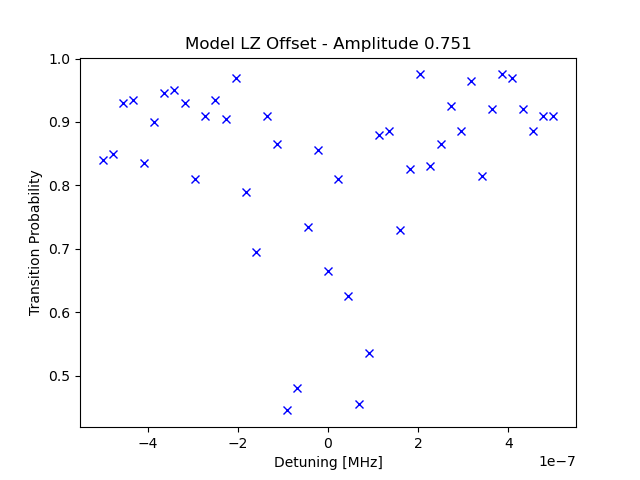 Model LZ Offset - Amplitude 0.751
Transition Probability
1.0
0.9
0.8
0.7
0.6
0.5
−4
−2
0
2
4
1e−7
Detuning [MHz]